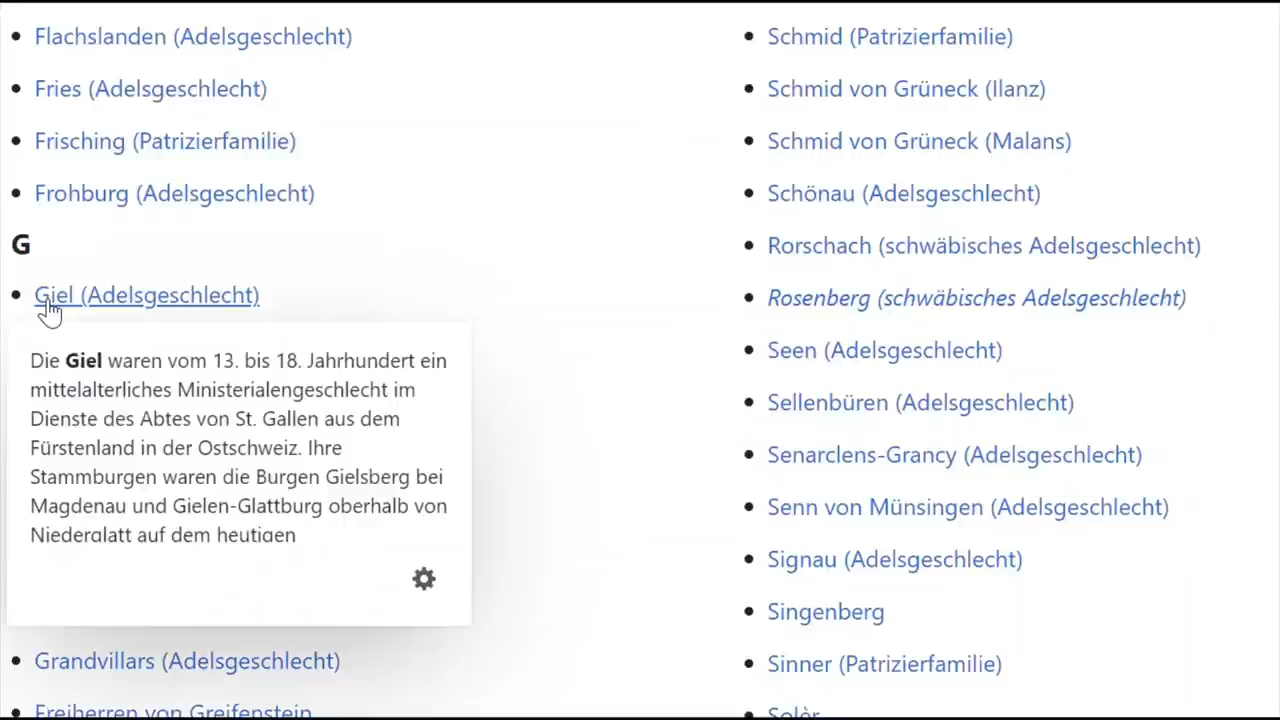 Flachslanden (Adelsgeschlecht)
Fries (Adelsgeschlecht)
Frisching (Patrizierfamilie)
Frohburg (Adelsgeschlecht)
G
Giel (Adelsgeschlecht)
Die Giel waren vom 13. bis 18. Jahrhundert ein
mittelalterliches Ministerialengeschlecht im
Dienste des Abtes von St. Gallen aus dem
Fürstenland in der Ostschweiz. Ihre
Stammburgen waren die Burgen Gielsberg bei
Magdenau und Gielen-Glattburg oberhalb von
Niederglatt auf dem heutigen
Grandvillars (Adelsgeschlecht)
Freiherren von Greifenstein
Schmid (Patrizierfamilie)
Schmid von Grüneck (Ilanz)
Schmid von Grüneck (Malans)
Schönau (Adelsgeschlecht)
Rorschach (schwäbisches Adelsgeschlecht)
Rosenberg (schwäbisches Adelsgeschlecht)
Seen (Adelsgeschlecht)
Sellenbüren (Adelsgeschlecht)
Senarclens-Grancy (Adelsgeschlecht)
Senn von Münsingen (Adelsgeschlecht)
Signau (Adelsgeschlecht)
Singenberg
Sinner (Patrizierfamilie)
Solèr